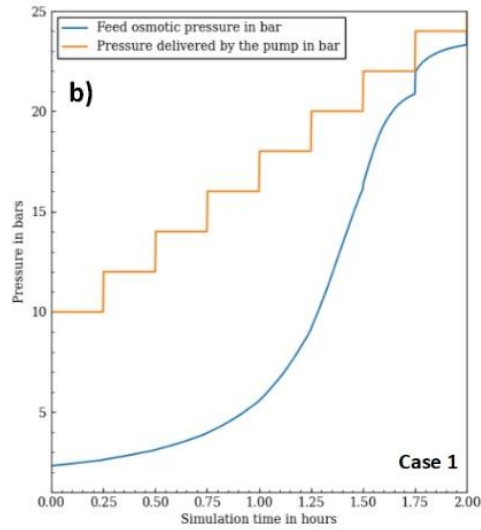 25
Feed osmotic pressure in bar
Pressure delivered by the pump in bar
b)
20
15
Pressure in bars
10
5
Case 1
0.00 0.25 0.50 0.75 1.00 1.25 1.50 1.75 2.00
Simulation time in hours